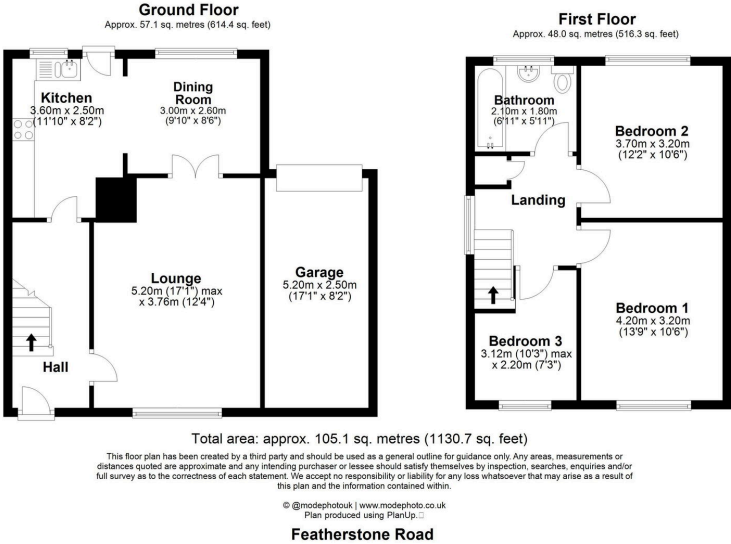 Ground Floor
Approx. 57.1 sq. metres (614.4 sq. feet)
Kitchen
3.60m x 2.50m
(11'10" x 8'2")
Dining
Room
3.00m x 2.60m
(9'10" x 8'6")
Lounge
5.20m (17'1") max
x 3.76m (12'4")
Garage
5.20m x 2.50m
(17'1" x 8'2")
Hall
First Floor
Approx. 48.0 sq. metres (516.3 sq. feet)
Bathroom
2.10m x 1.80m
(6'11" x 5'11")
Bedroom 2
3.70m x 3.20m
(12'2" x 10'6")
Landing
Bedroom 1
4.20m x 3.20m
(13'9" x 10'6")
Bedroom 3
3.12m (10'3") max
x 2.20m (7'3")
Total area: approx. 105.1 sq. metres (1130.7 sq. feet)
This floor plan has been created by a third party and should be used as a general outline for guidance only. Any areas, measurements or
distances quoted are approximate and any intending purchaser or lessee should satisfy themselves by inspection, searches, enquiries and/or
full survey as to the correctness of each statement. We accept no responsibility or liability for any loss whatsoever that may arise as a result of
this plan and the information contained within.
© @modephotouk | www.modephoto.co.uk
Plan produced using PlanUp.
Featherstone Road